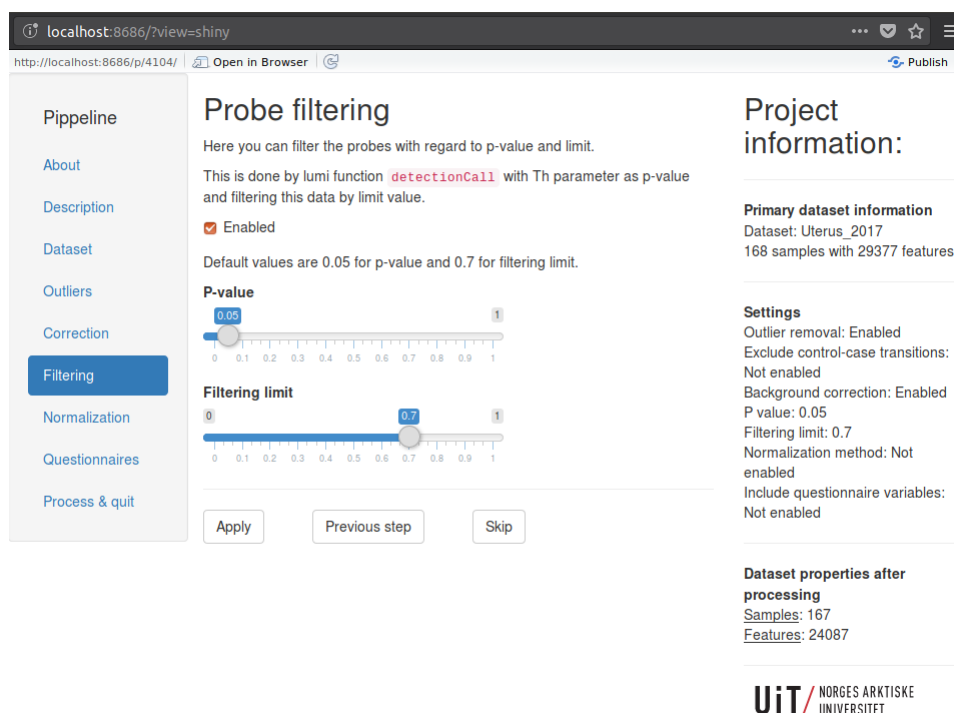 localhost:8686/?view=shiny
http://localhost:8686/p/4104/ Open in Browser Publish
Pippeline
About
Description
Dataset
Outliers
Correction
Filtering
Normalization
Questionnaires
Process & quit
Probe filtering
Here you can filter the probes with regard to p-value and limit.
This is done by lumi function detectionCall with Th parameter as p-value
and filtering this data by limit value.
Enabled
Default values are 0.05 for p-value and 0.7 for filtering limit.
P-value
0.05 1
0 0.1 0.2 0.3 0.4 0.5 0.6 0.7 0.8 0.9 1
Filtering limit
0 0.7 1
0 0.1 0.2 0.3 0.4 0.5 0.6 0.7 0.8 0.9 1
Apply Previous step Skip
Project
information:
Primary dataset information
Dataset: Uterus_2017
168 samples with 29377 features
Settings
Outlier removal: Enabled
Exclude control-case transitions:
Not enabled
Background correction: Enabled
P value: 0.05
Filtering limit: 0.7
Normalization method: Not
enabled
Include questionnaire variables:
Not enabled
Dataset properties after
processing
Samples: 167
Features: 24087
UiT / NORGES ARKTISKE
UNIVERSITET